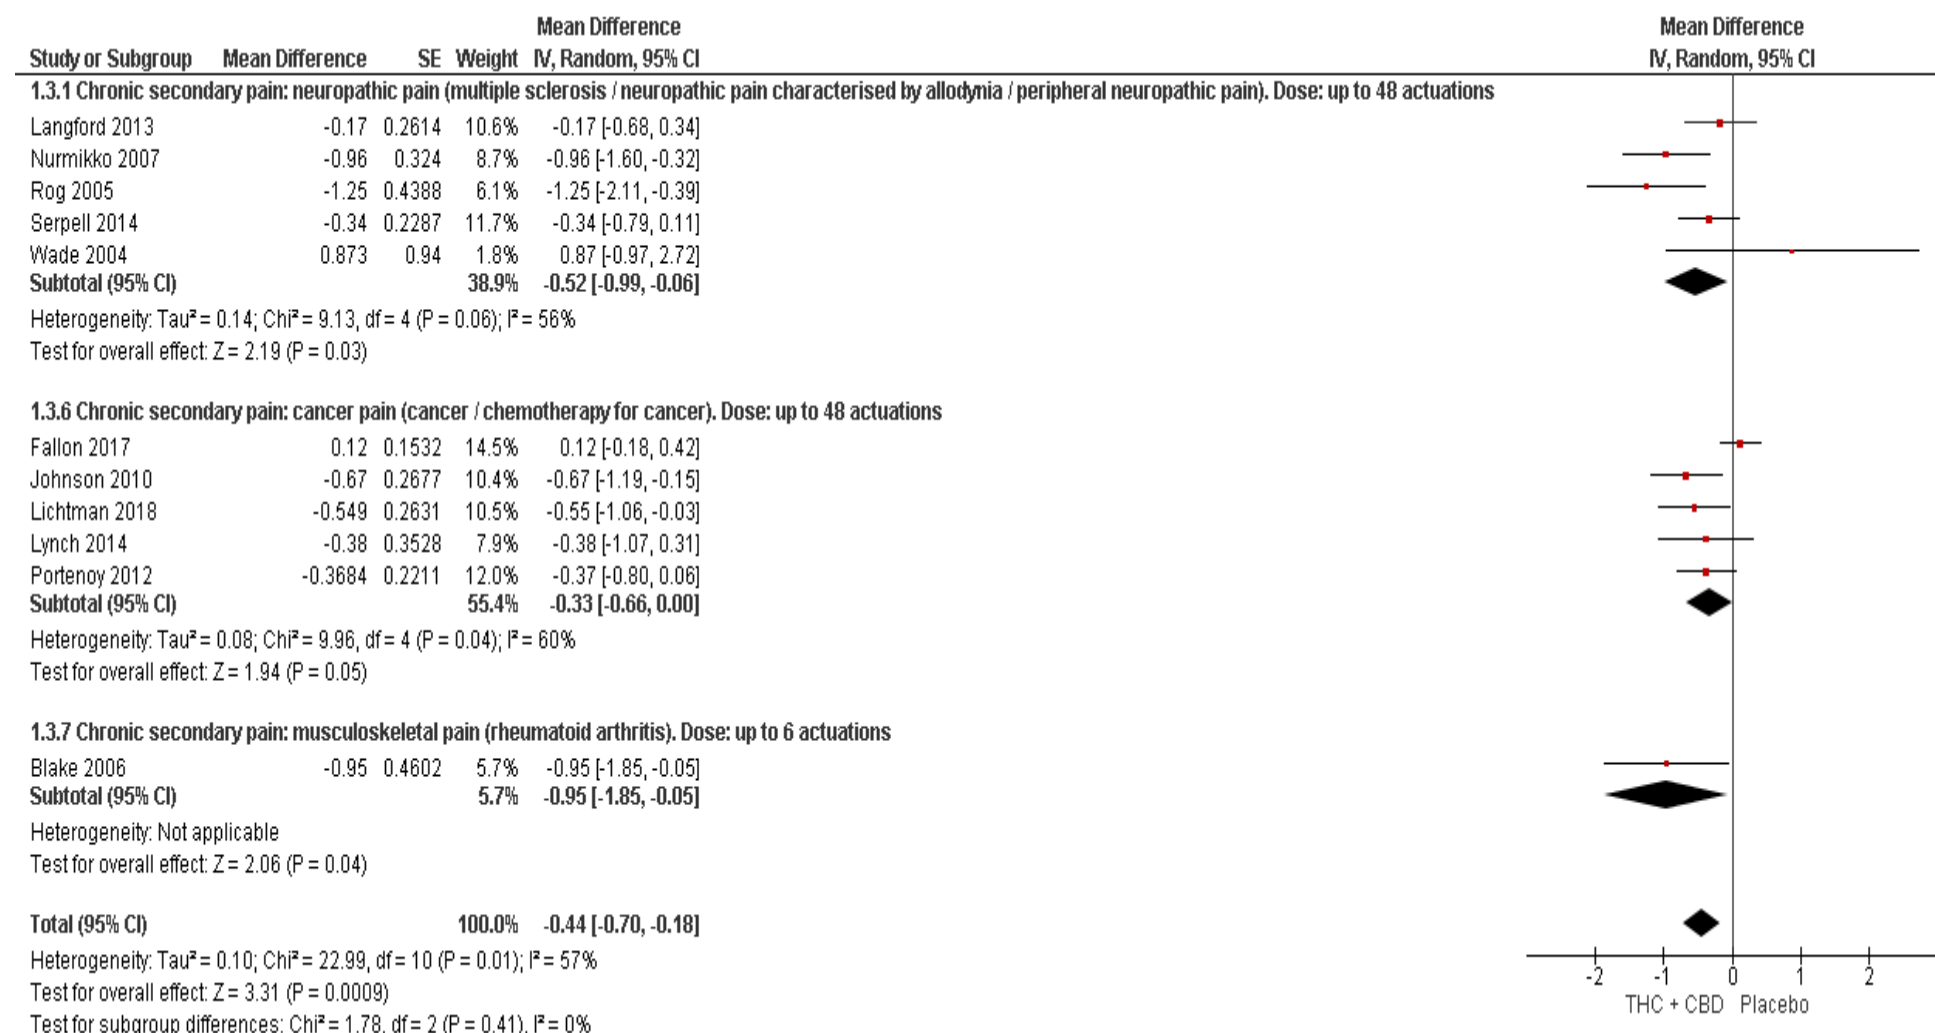 Mean Difference Mean Difference
Study or Subgroup Mean Difference SE Weight IV, Random, 95% CI IV, Random, 95% CI
1.3.1 Chronic secondary pain: neuropathic pain (multiple sclerosis / neuropathic pain characterised by allodynia / peripheral neuropathic pain). Dose: up to 48 actuations
Langford 2013 -0.17 0.2614 10.6% -0.17 [-0.68, 0.34]
Nurmikko 2007 -0.96 0.324 8.7% -0.96 [-1.60, -0.32]
Rog 2005 -1.25 0.4388 6.1% -1.25 [-2.11, -0.39]
Serpell 2014 -0.34 0.2287 11.7% -0.34 [-0.79, 0.11]
Wade 2004 0.873 0.94 1.8% 0.87 [-0.97, 2.72]
Subtotal (95% CI) 38.9% -0.52 [-0.99, -0.06]
Heterogeneity: Tau² = 0.14; Chi² = 9.13, df = 4 (P = 0.06); I² = 56%
Test for overall effect: Z = 2.19 (P = 0.03)
1.3.6 Chronic secondary pain: cancer pain (cancer / chemotherapy for cancer). Dose: up to 48 actuations
Fallon 2017 0.12 0.1532 14.5% 0.12 [-0.18, 0.42]
Johnson 2010 -0.67 0.2677 10.4% -0.67 [-1.19, -0.15]
Lichtman 2018 -0.549 0.2631 10.5% -0.55 [-1.06, -0.03]
Lynch 2014 -0.38 0.3528 7.9% -0.38 [-1.07, 0.31]
Portenoy 2012 -0.3684 0.2211 12.0% -0.37 [-0.80, 0.06]
Subtotal (95% CI) 55.4% -0.33 [-0.66, 0.00]
Heterogeneity: Tau² = 0.08; Chi² = 9.96, df = 4 (P = 0.04); I² = 60%
Test for overall effect: Z = 1.94 (P = 0.05)
1.3.7 Chronic secondary pain: musculoskeletal pain (rheumatoid arthritis). Dose: up to 6 actuations
Blake 2006 -0.95 0.4602 5.7% -0.95 [-1.85, -0.05]
Subtotal (95% CI) 5.7% -0.95 [-1.85, -0.05]
Heterogeneity: Not applicable
Test for overall effect: Z = 2.06 (P = 0.04)
Total (95% CI) 100.0% -0.44 [-0.70, -0.18]
Heterogeneity: Tau² = 0.10; Chi² = 22.99, df = 10 (P = 0.01); I² = 57%
Test for overall effect: Z = 3.31 (P = 0.0009)
Test for subgroup differences: Chi² = 1.78, df = 2 (P = 0.41), I² = 0%
-2 -1 0 1 2
THC + CBD Placebo